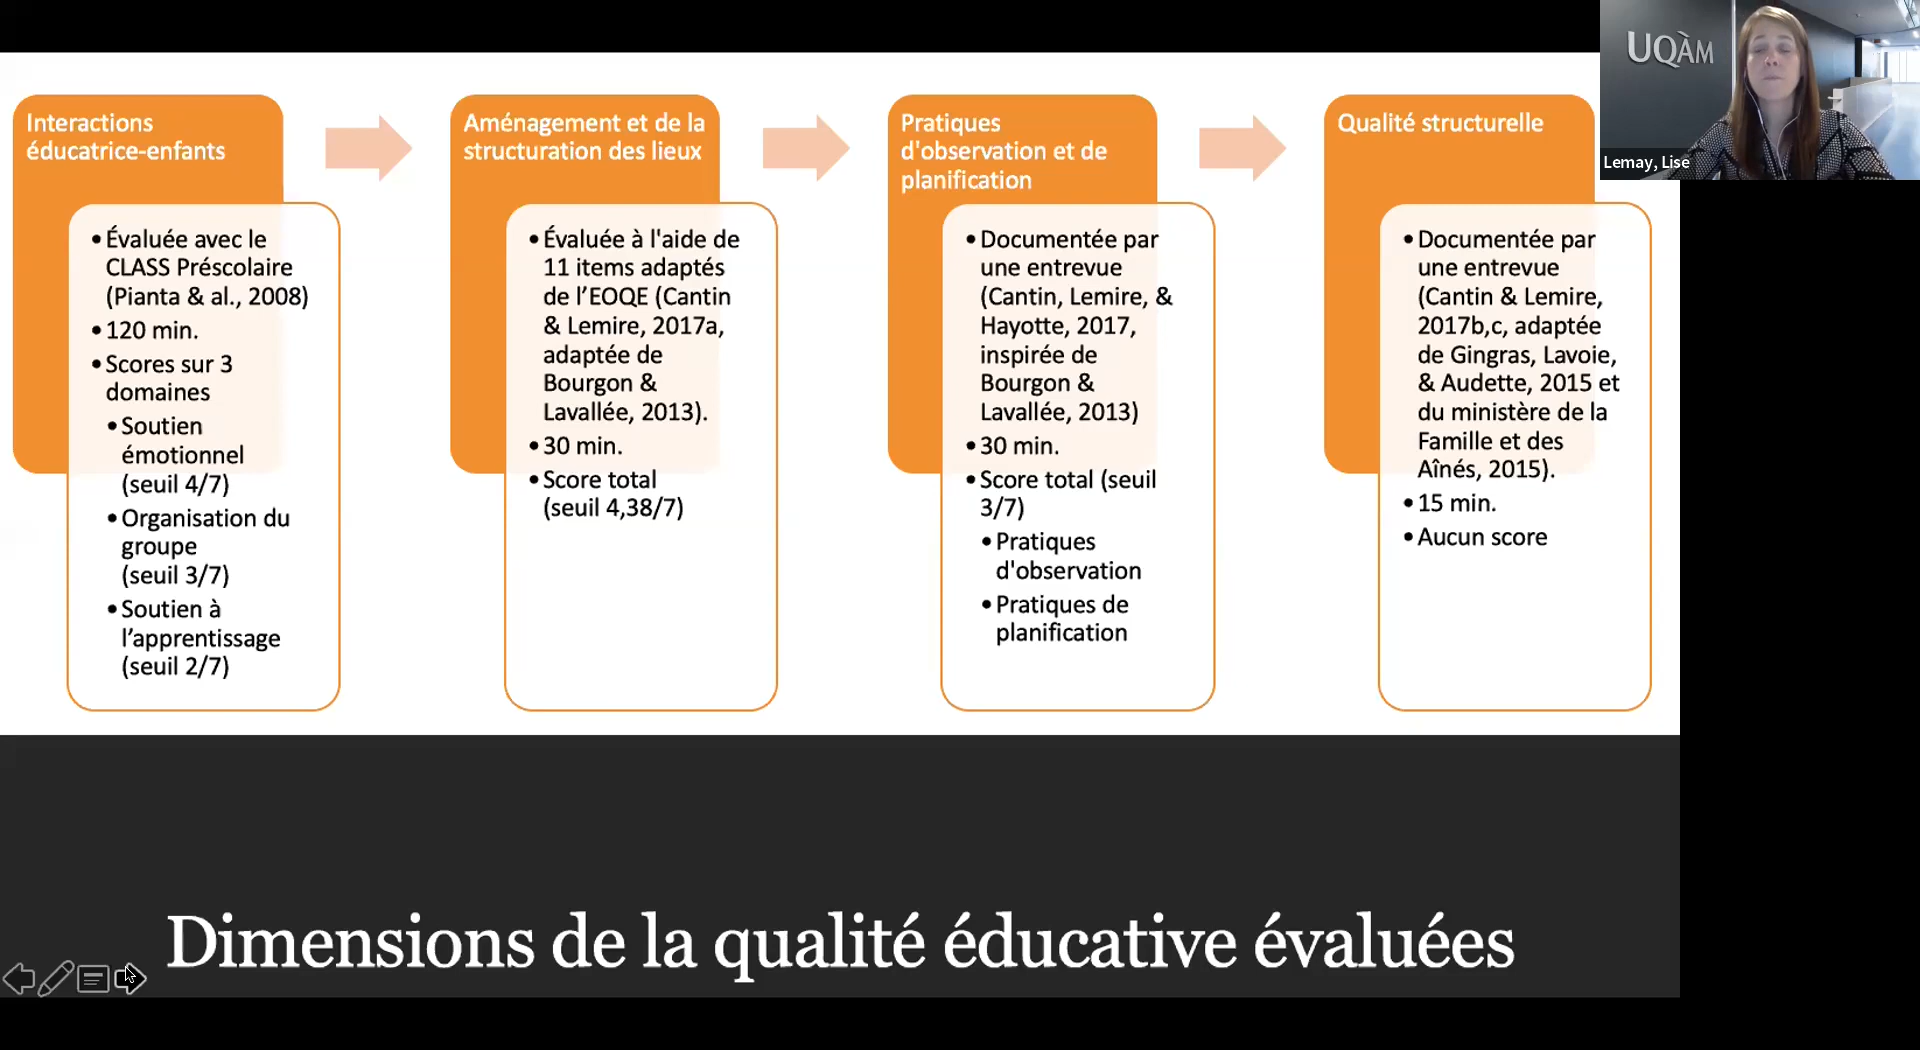 UQÀM
Lemay, Lise
Interactions
éducatrice-enfants
•Évaluée avec le
CLASS Préscolaire
(Pianta & al., 2008)
•120 min.
•Scores sur 3
domaines
•Soutien
émotionnel
(seuil 4/7)
•Organisation du
groupe
(seuil 3/7)
•Soutien à
l’apprentissage
(seuil 2/7)
Aménagement et de la
structuration des lieux
•Évaluée à l'aide de
11 items adaptés
de l’EOQE (Cantin
& Lemire, 2017a,
adaptée de
Bourgon &
Lavallée, 2013).
•30 min.
•Score total
(seuil 4,38/7)
Pratiques
d'observation et de
planification
•Documentée par
une entrevue
(Cantin, Lemire, &
Hayotte, 2017,
inspirée de
Bourgon &
Lavallée, 2013)
•30 min.
•Score total (seuil
3/7)
•Pratiques
d'observation
•Pratiques de
planification
Qualité structurelle
•Documentée par
une entrevue
(Cantin & Lemire,
2017b,c, adaptée
de Gingras, Lavoie,
& Audette, 2015 et
du ministère de la
Famille et des
Aînés, 2015).
•15 min.
•Aucun score
Dimensions de la qualité éducative évaluées